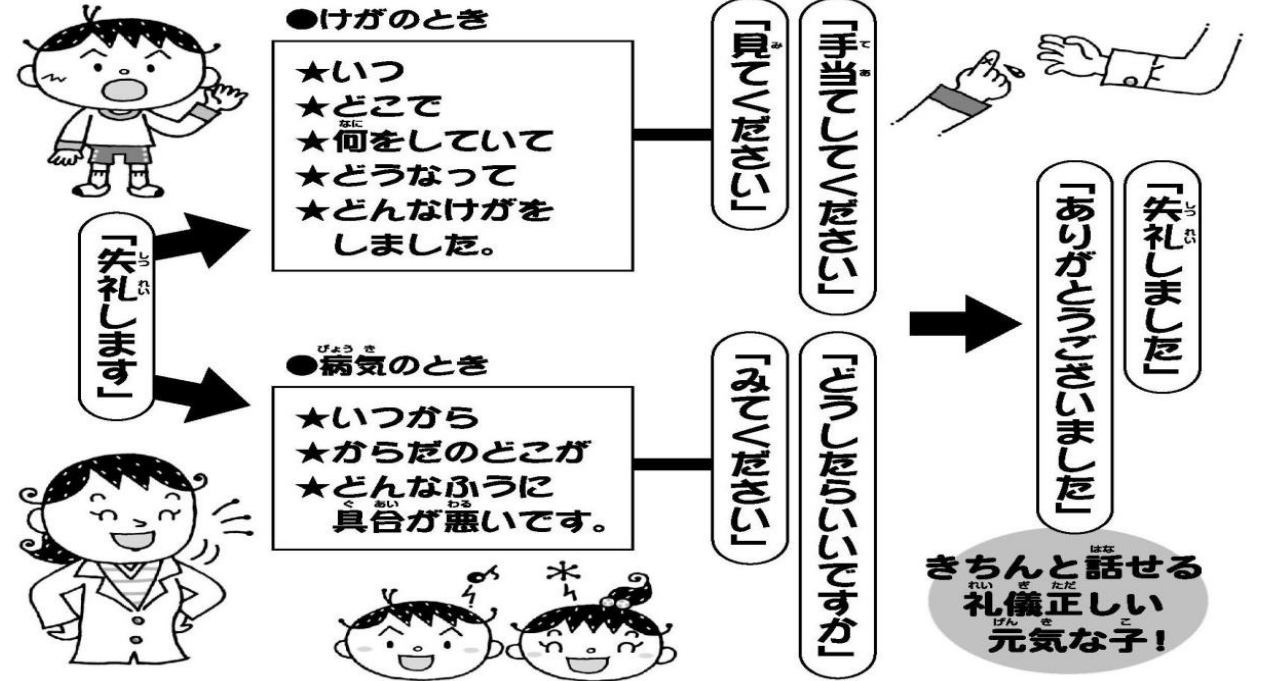 「失礼します」
●けがのとき
★いつ
★どこで
★何をしていて
★どうなって
★どんなけがを
しました。
「手当てしてください」
「見てください」
●病気のとき
★いつから
★からだのどこが
★どんなふうに
具合が悪いです。
「どうしたらいいですか」
「みてください」
「失礼しました」
「ありがとうございました」
きちんと話せる
礼儀正しい
元気な子!